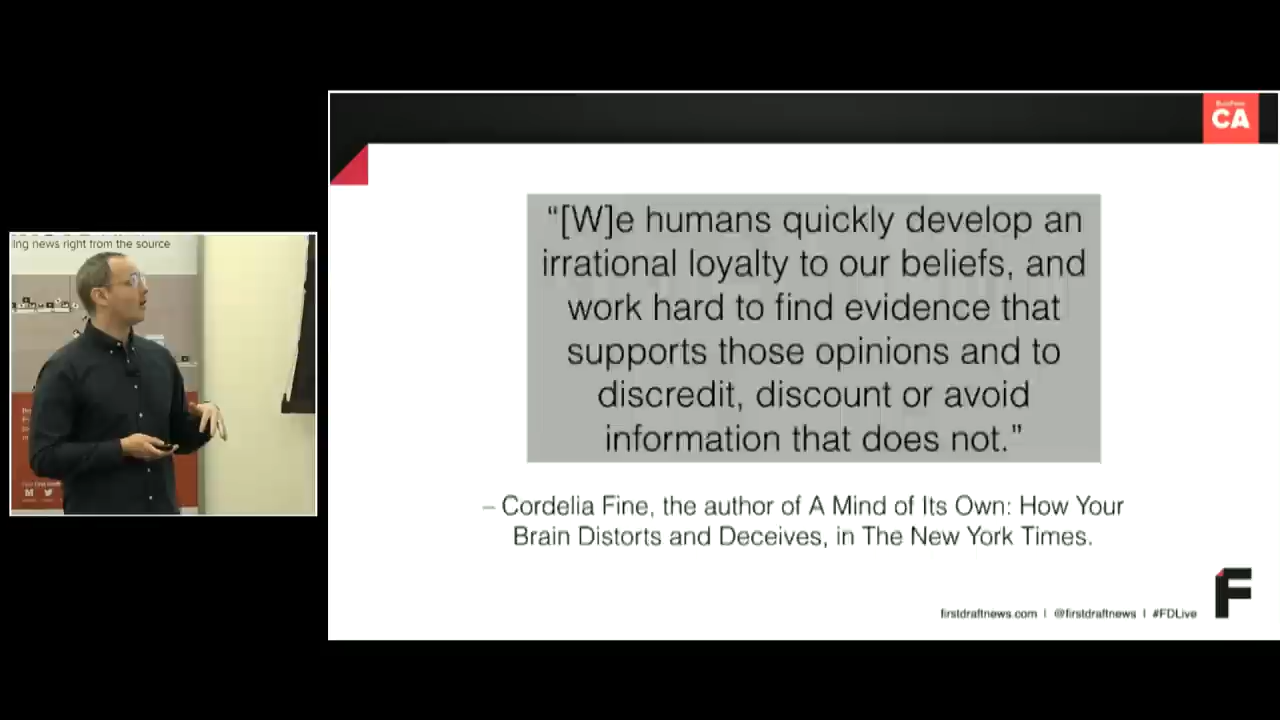 ing news right from the source
BuzzFeed
CA
“[W]e humans quickly develop an
irrational loyalty to our beliefs, and
work hard to find evidence that
supports those opinions and to
discredit, discount or avoid
information that does not.”
– Cordelia Fine, the author of A Mind of Its Own: How Your
Brain Distorts and Deceives, in The New York Times.
firstdraftnews.com | @firstdraftnews | #FDLive
F